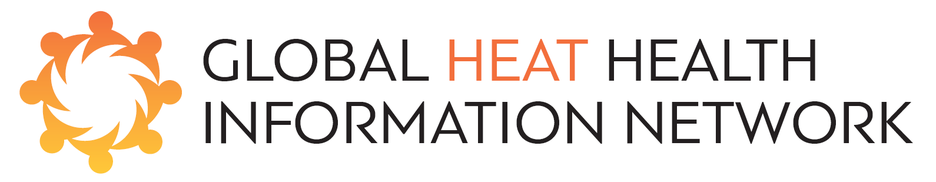 GLOBAL HEAT HEALTH
INFORMATION NETWORK